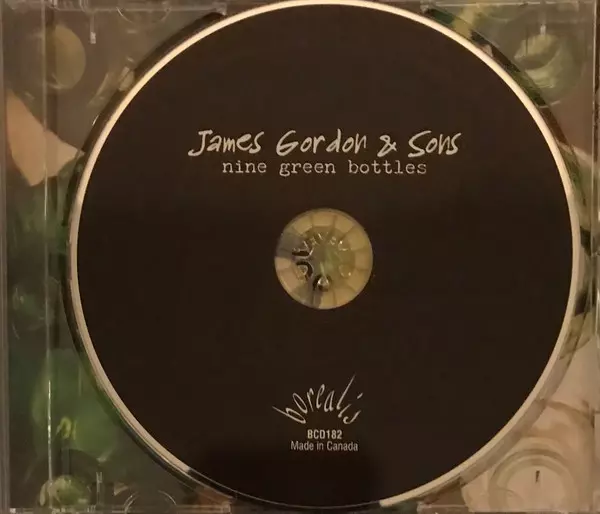 James Gordon & Sons
nine green bottles
borealis
BCD182
Made in Canada